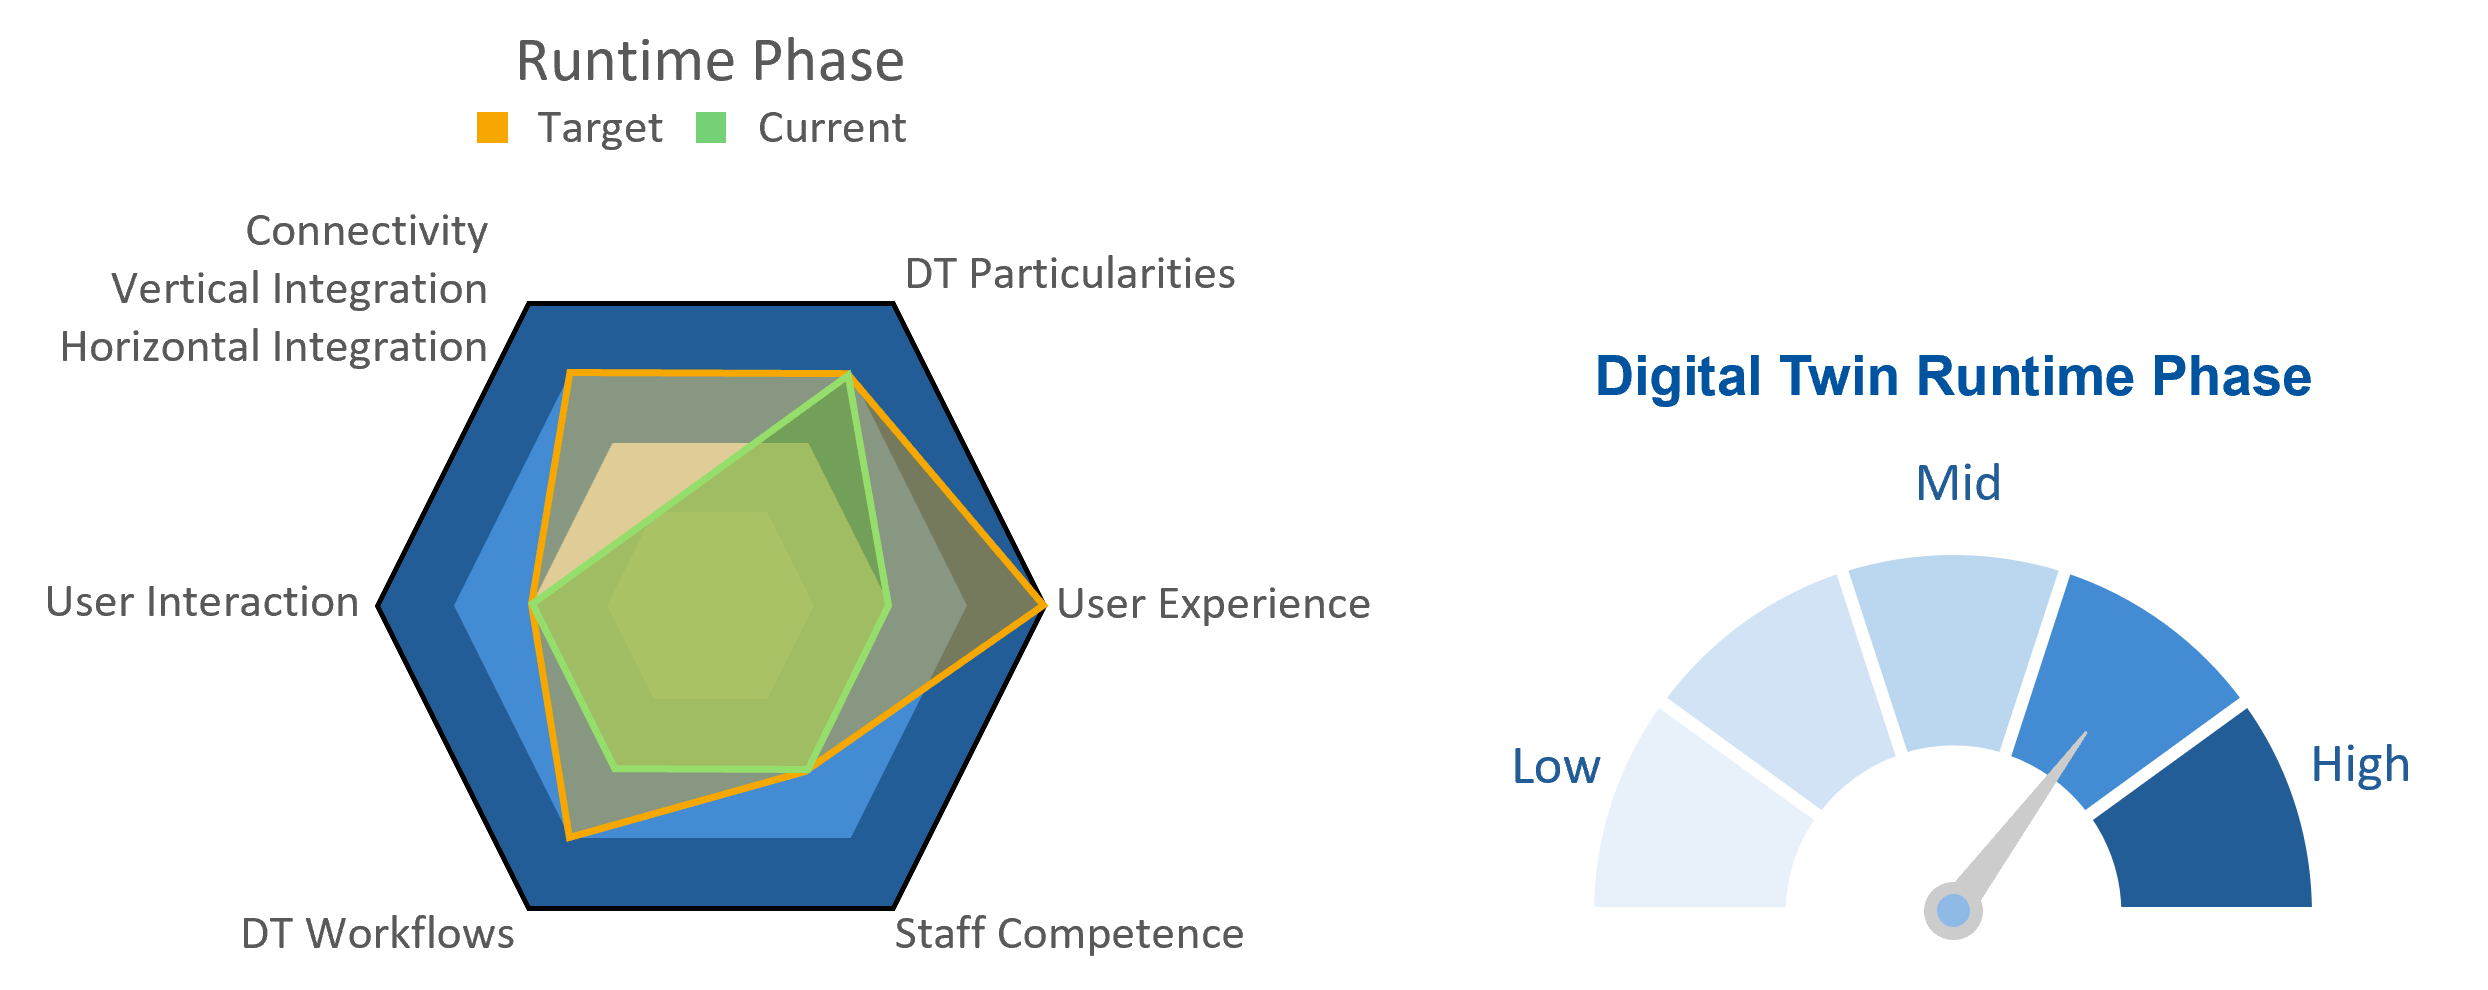 Runtime Phase
Target
Current
Connectivity
Vertical Integration
Horizontal Integration
DT Particularities
User Interaction
User Experience
DT Workflows
Staff Competence
Digital Twin Runtime Phase
Mid
Low
High